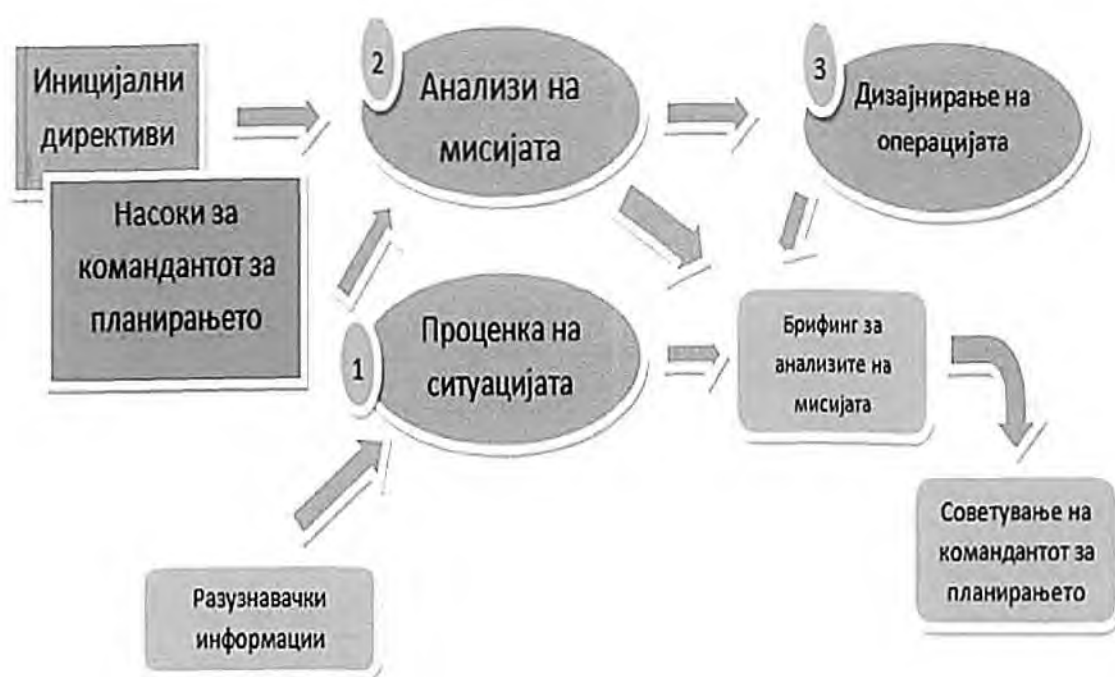 Иницијални
директиви
Насоки за
командантот за
планирањето
2
Анализи на
мисијата
3
Дизајнирање на
операцијата
1
Проценка на
ситуацијата
Брифинг за
анализите на
мисијата
Советување на
командантот за
планирањето
Разузнавачки
информации